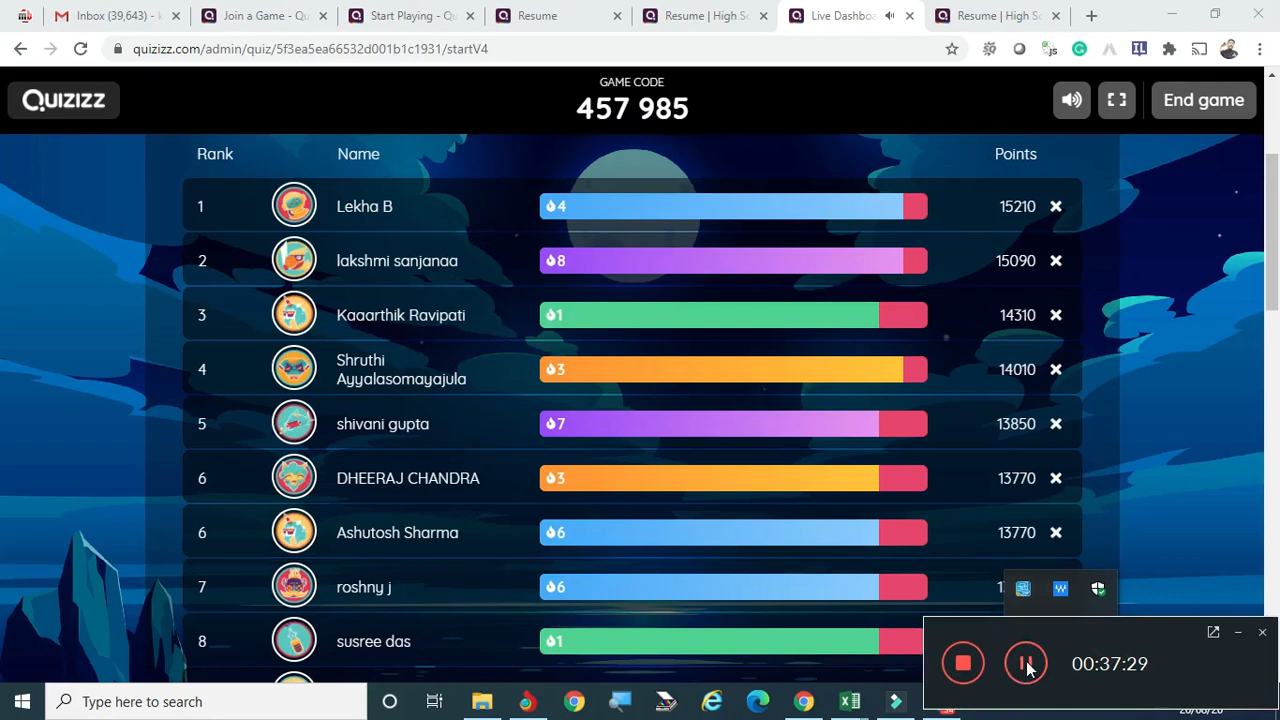 Inbox (39,643) - k
Join a Game - Qu
Start Playing - Q
Resume
Resume | High Sc
Live Dashboa
Resume | High Sc
quizizz.com/admin/quiz/5f3ea5ea66532d001b1c1931/startV4
QUIZIZZ
GAME CODE
457 985
End game
Rank Name Points
1 Lekha B 4 15210
2 lakshmi sanjanaa 8 15090
3 Kaaarthik Ravipati 1 14310
4 Shruthi Ayyalasomayajula 3 14010
5 shivani gupta 7 13850
6 DHEERAJ CHANDRA 3 13770
6 Ashutosh Sharma 6 13770
7 roshny j 6
8 susree das 1
00:37:29
Type here to search